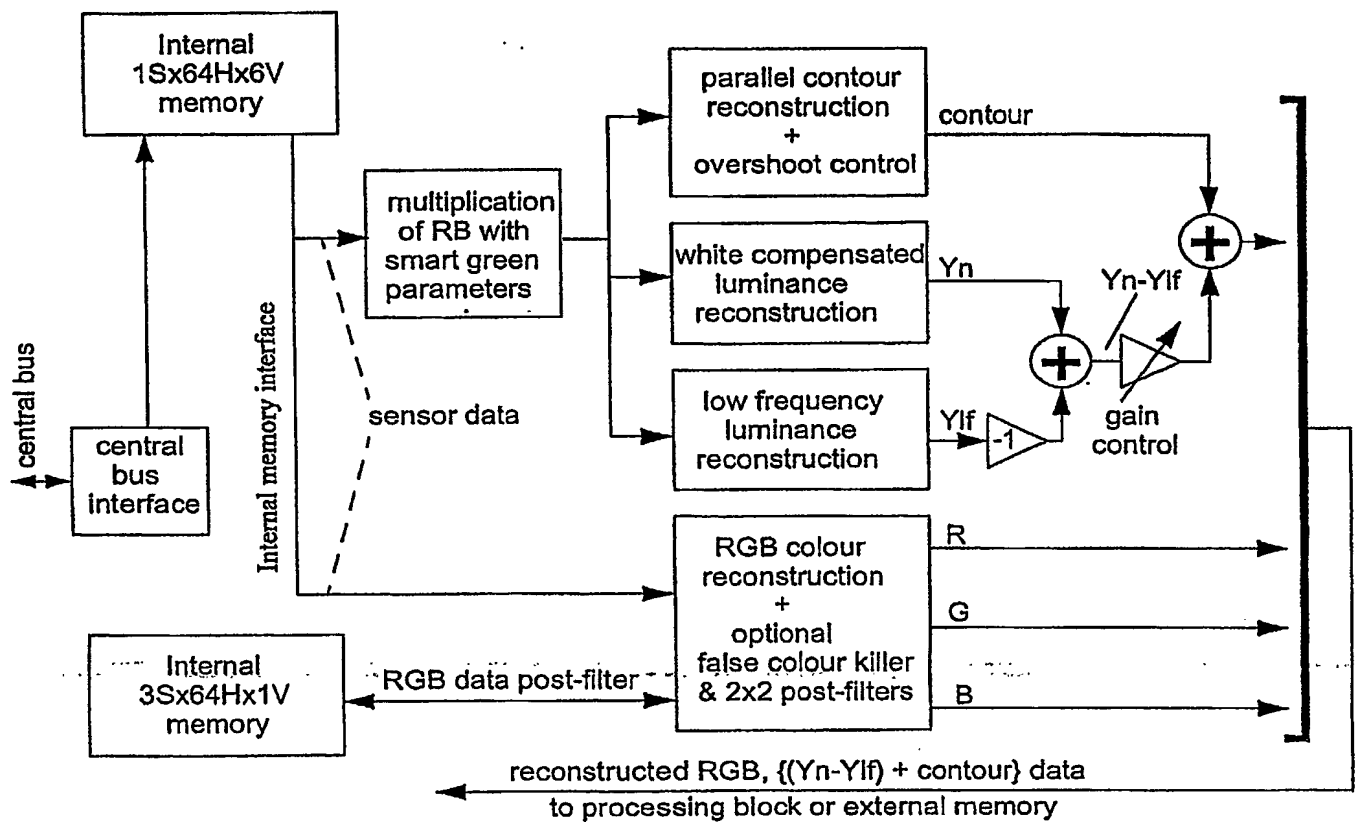 Internal
1Sx64Hx6V
memory
parallel contour
reconstruction
+
overshoot control
contour
multiplication
of RB with
smart green
parameters
white compensated
luminance
reconstruction
Yn
Yn-Ylf
+
+
Internal memory interface
sensor data
low frequency
luminance
reconstruction
Ylf
-1
gain
control
central bus
central
bus
interface
RGB colour
reconstruction
+
optional
false colour killer
& 2x2 post-filters
R
G
B
Internal
3Sx64Hx1V
memory
RGB data post-filter
reconstructed RGB, {(Yn-Ylf) + contour} data
to processing block or external memory